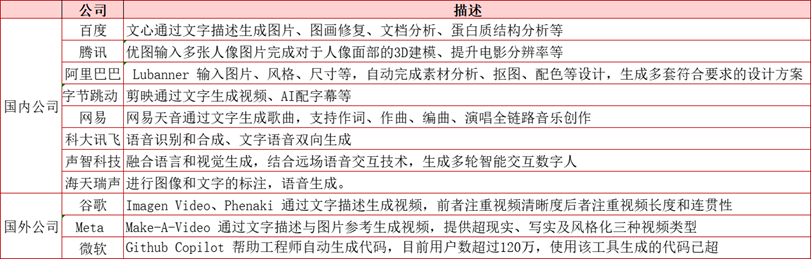 公司 描述
国内公司
百度 文心通过文字描述生成图片、图画修复、文档分析、蛋白质结构分析等
腾讯 优图输入多张人像图片完成对于人像面部的3D建模、提升电影分辨率等
阿里巴巴 Lubanner 输入图片、风格、尺寸等，自动完成素材分析、抠图、配色等设计，生成多套符合要求的设计方案
字节跳动 剪映通过文字生成视频、AI配字幕等
网易 网易天音通过文字生成歌曲，支持作词、作曲、编曲、演唱全链路音乐创作
科大讯飞 语音识别和合成、文字语音双向生成
声智科技 融合语言和视觉生成，结合远场语音交互技术，生成多轮智能交互数字人
海天瑞声 进行图像和文字的标注，语音生成。
国外公司
谷歌 Imagen Video、Phenaki 通过文字描述生成视频，前者注重视频清晰度后者注重视频长度和连贯性
Meta Make-A-Video 通过文字描述与图片参考生成视频，提供超现实、写实及风格化三种视频类型
微软 Github Copilot 帮助工程师自动生成代码，目前用户数超过120万，使用该工具生成的代码已超